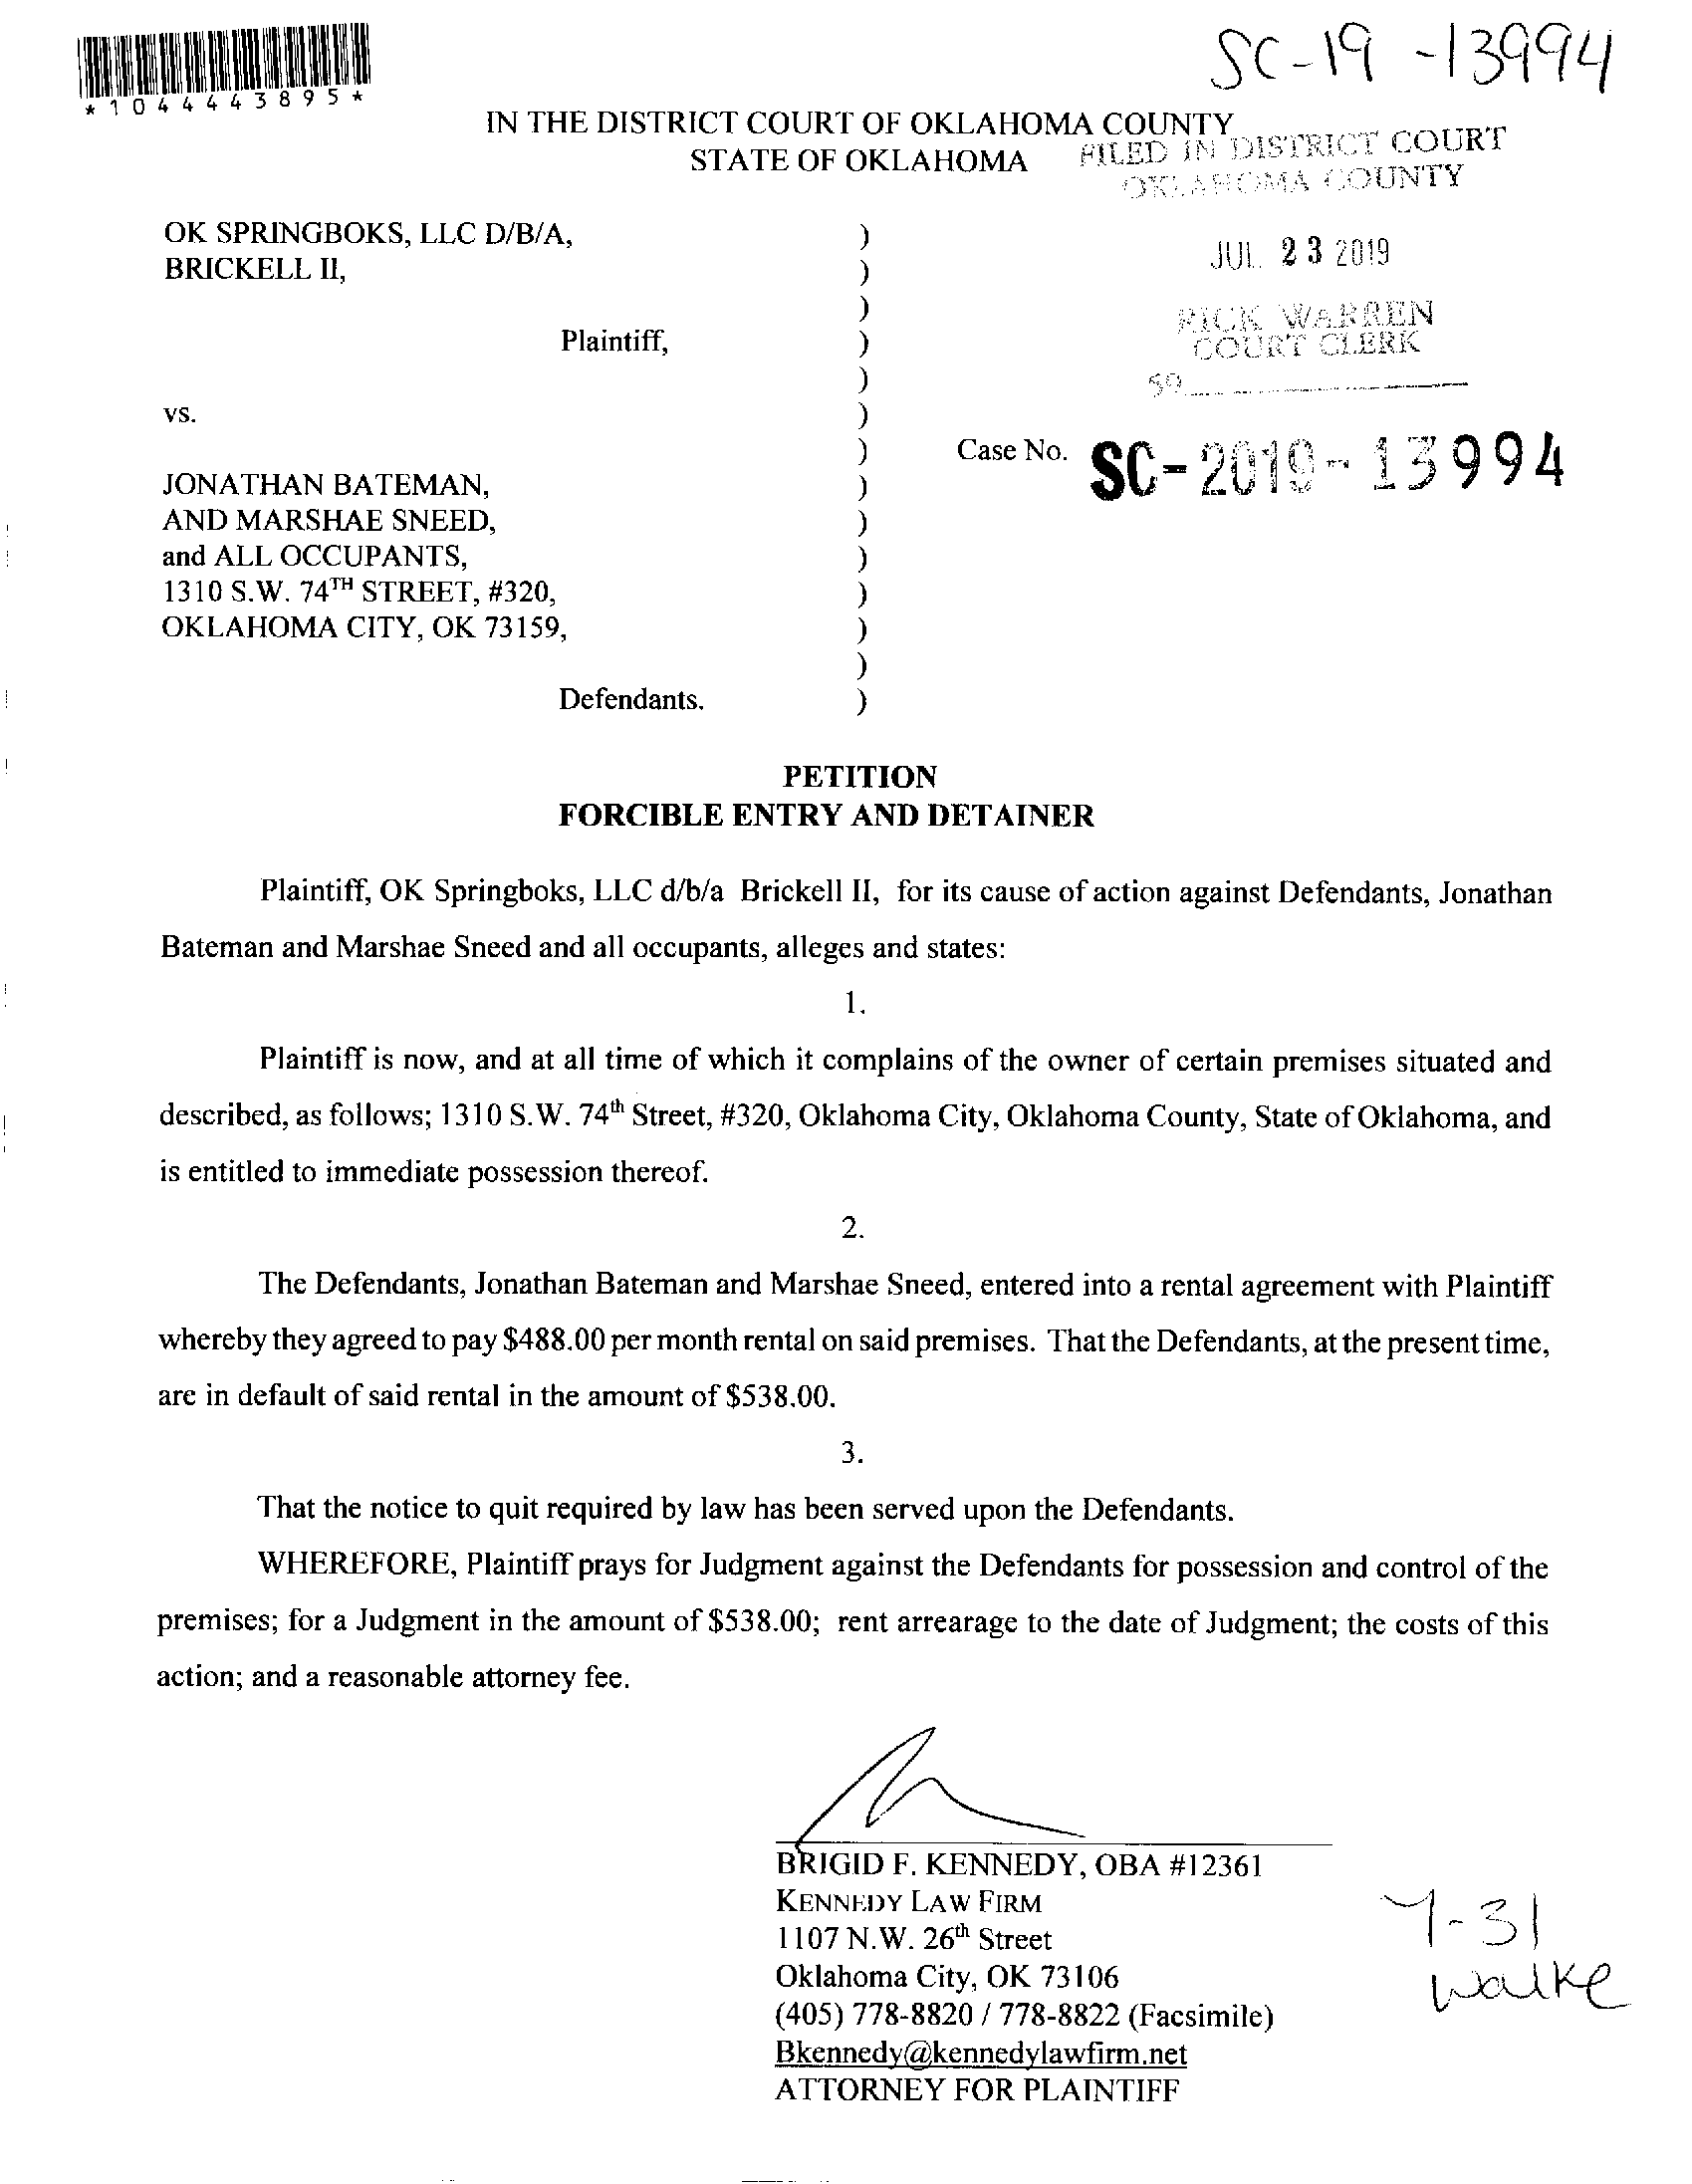 SC-19-13994
*1044443895*
IN THE DISTRICT COURT OF OKLAHOMA COUNTY
STATE OF OKLAHOMA
FILED IN DISTRICT COURT
OKLAHOMA COUNTY
JUL 23 2019
RICK WARREN
COURT CLERK
59
OK SPRINGBOKS, LLC D/B/A, )
BRICKELL II, )
)
Plaintiff, )
)
vs. )
) Case No. SC-2019-13994
JONATHAN BATEMAN, )
AND MARSHAE SNEED, )
and ALL OCCUPANTS, )
1310 S.W. 74TH STREET, #320, )
OKLAHOMA CITY, OK 73159, )
)
Defendants. )
PETITION
FORCIBLE ENTRY AND DETAINER
Plaintiff, OK Springboks, LLC d/b/a Brickell II, for its cause of action against Defendants, Jonathan
Bateman and Marshae Sneed and all occupants, alleges and states:
1.
Plaintiff is now, and at all time of which it complains of the owner of certain premises situated and
described, as follows; 1310 S.W. 74th Street, #320, Oklahoma City, Oklahoma County, State of Oklahoma, and
is entitled to immediate possession thereof.
2.
The Defendants, Jonathan Bateman and Marshae Sneed, entered into a rental agreement with Plaintiff
whereby they agreed to pay $488.00 per month rental on said premises. That the Defendants, at the present time,
are in default of said rental in the amount of $538.00.
3.
That the notice to quit required by law has been served upon the Defendants.
WHEREFORE, Plaintiff prays for Judgment against the Defendants for possession and control of the
premises; for a Judgment in the amount of $538.00; rent arrearage to the date of Judgment; the costs of this
action; and a reasonable attorney fee.
BRIGID F. KENNEDY, OBA #12361
KENNEDY LAW FIRM
1107 N.W. 26th Street
Oklahoma City, OK 73106
(405) 778-8820 / 778-8822 (Facsimile)
Bkennedy@kennedylawfirm.net
ATTORNEY FOR PLAINTIFF
7-31
walke